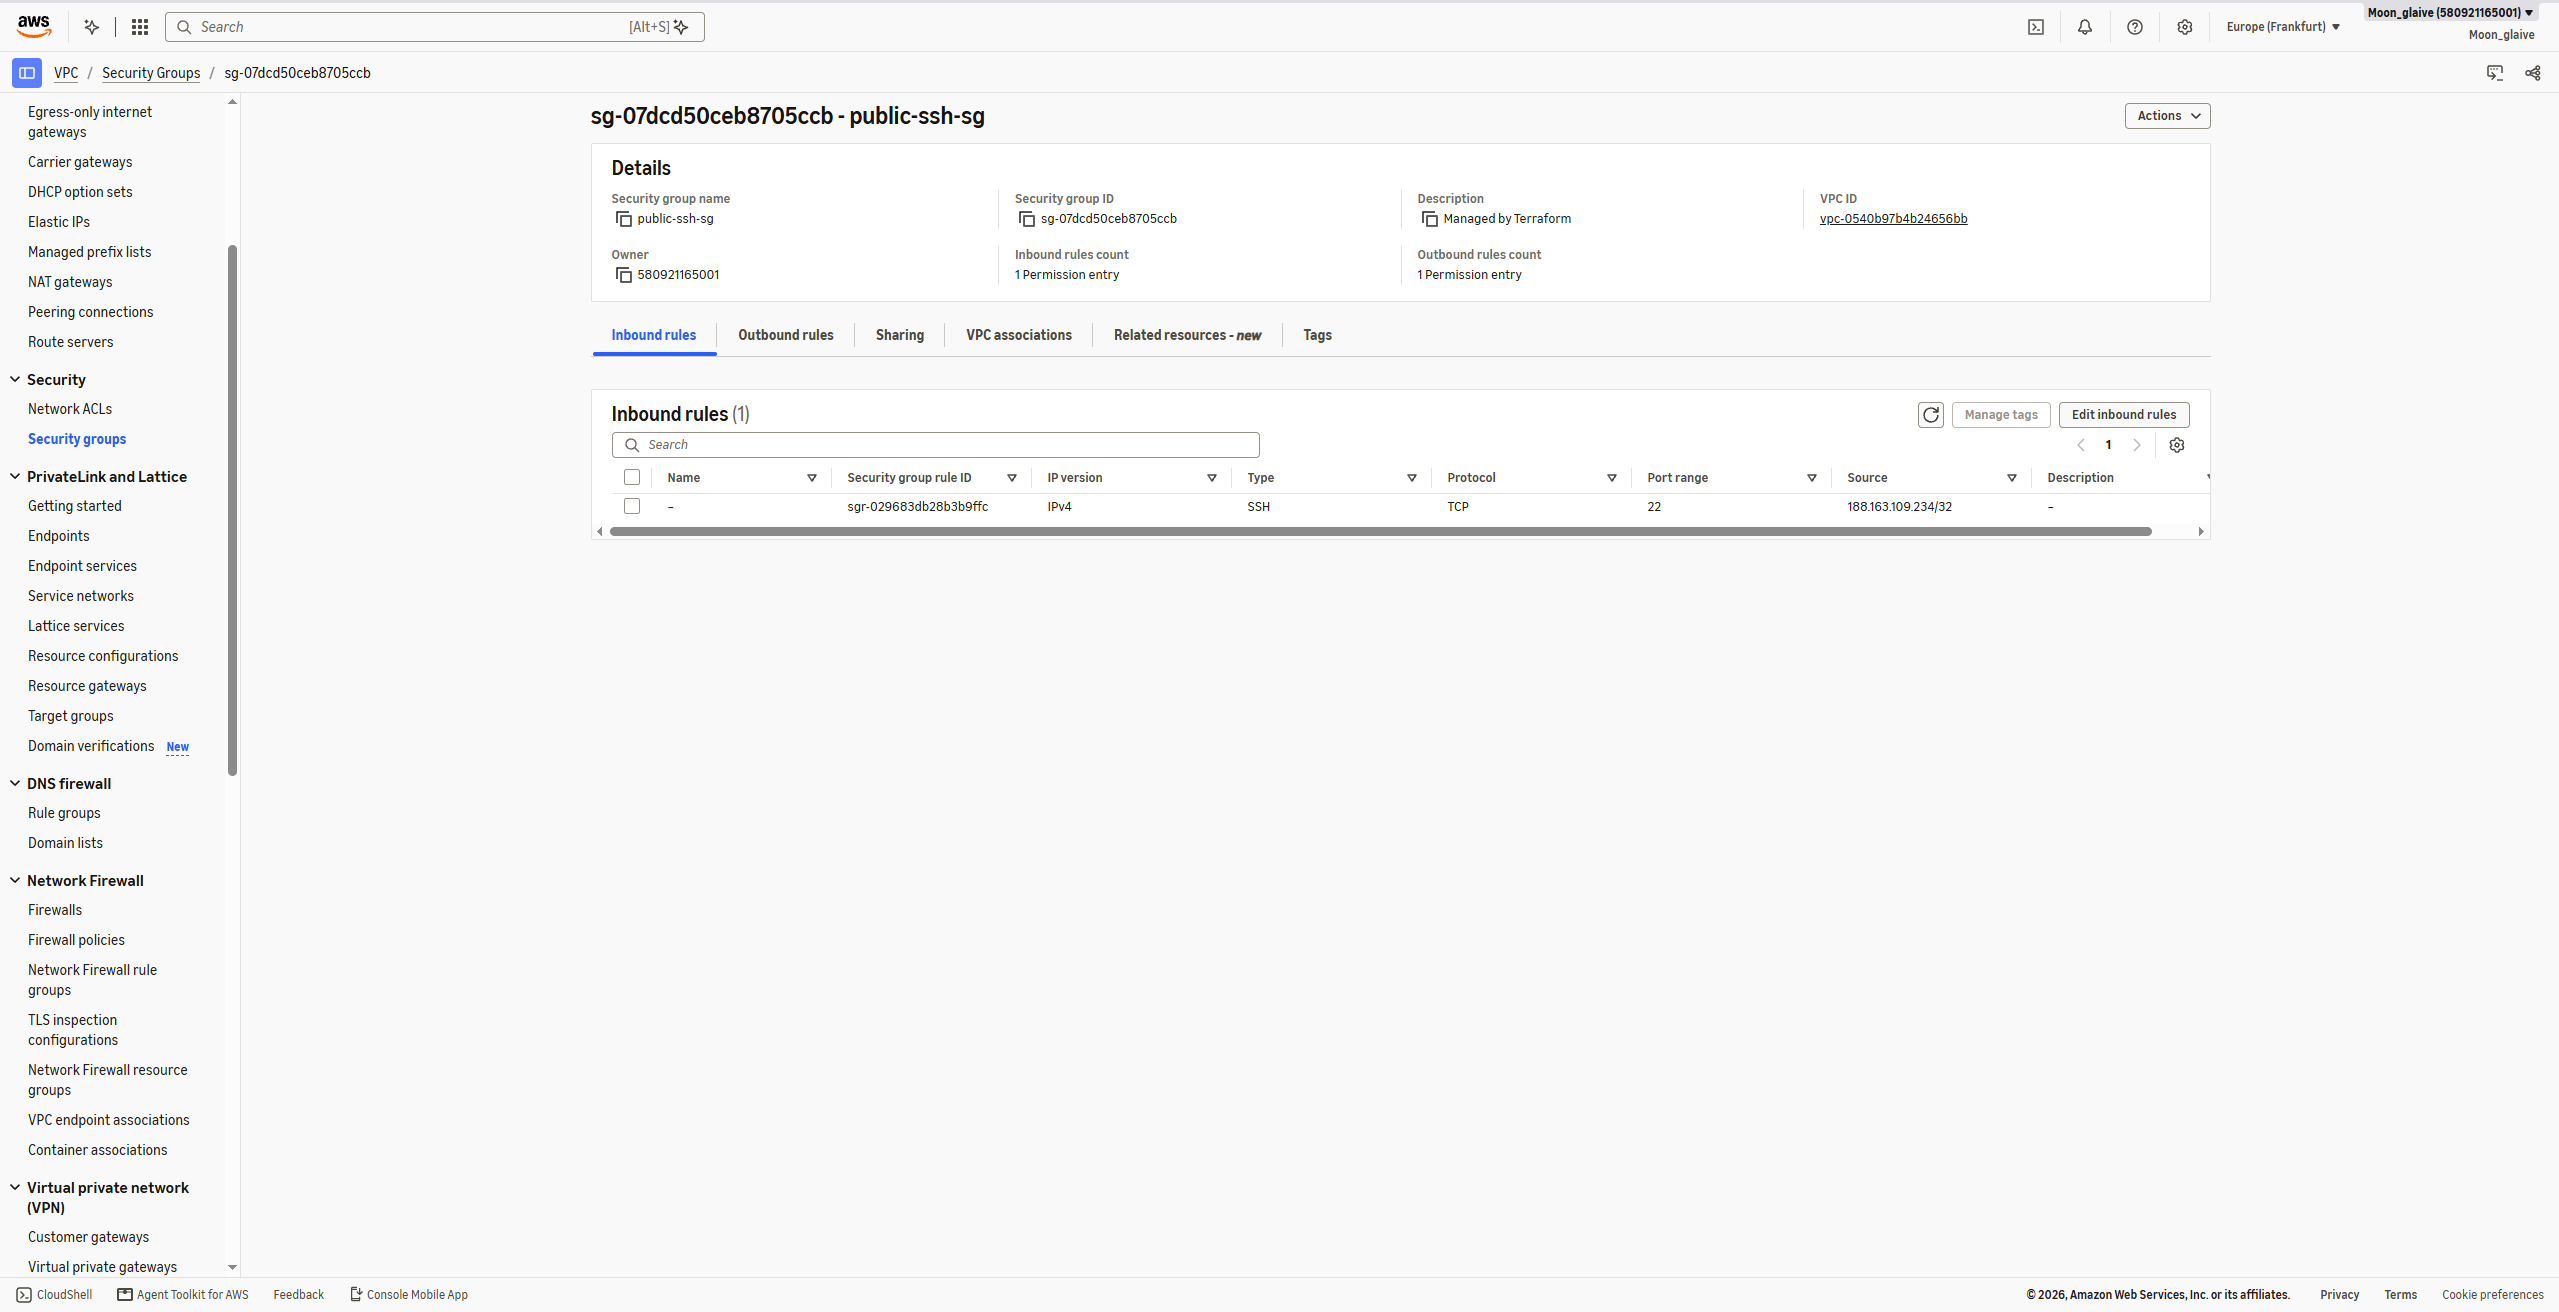 aws
Search [Alt+S]
Europe (Frankfurt)
Moon_glaive (580921165001)
Moon_glaive
VPC / Security Groups / sg-07dcd50ceb8705ccb
Egress-only internet
gateways
Carrier gateways
DHCP option sets
Elastic IPs
Managed prefix lists
NAT gateways
Peering connections
Route servers
Security
Network ACLs
Security groups
PrivateLink and Lattice
Getting started
Endpoints
Endpoint services
Service networks
Lattice services
Resource configurations
Resource gateways
Target groups
Domain verifications New
DNS firewall
Rule groups
Domain lists
Network Firewall
Firewalls
Firewall policies
Network Firewall rule
groups
TLS inspection
configurations
Network Firewall resource
groups
VPC endpoint associations
Container associations
Virtual private network
(VPN)
Customer gateways
Virtual private gateways
sg-07dcd50ceb8705ccb - public-ssh-sg
Actions
Details
Security group name
public-ssh-sg
Security group ID
sg-07dcd50ceb8705ccb
Description
Managed by Terraform
VPC ID
vpc-0540b97b4b24656bb
Owner
580921165001
Inbound rules count
1 Permission entry
Outbound rules count
1 Permission entry
Inbound rules Outbound rules Sharing VPC associations Related resources - new Tags
Inbound rules (1)
Manage tags Edit inbound rules
Search
1
Name Security group rule ID IP version Type Protocol Port range Source Description
– sgr-029683db28b3b9ffc IPv4 SSH TCP 22 188.163.109.234/32 –
CloudShell Agent Toolkit for AWS Feedback Console Mobile App
© 2026, Amazon Web Services, Inc. or its affiliates. Privacy Terms Cookie preferences